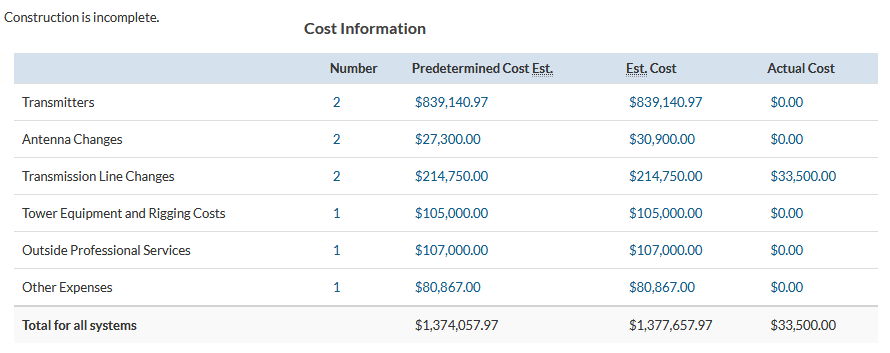 Construction is incomplete.
Cost Information
Number Predetermined Cost Est. Est. Cost Actual Cost
Transmitters 2 $839,140.97 $839,140.97 $0.00
Antenna Changes 2 $27,300.00 $30,900.00 $0.00
Transmission Line Changes 2 $214,750.00 $214,750.00 $33,500.00
Tower Equipment and Rigging Costs 1 $105,000.00 $105,000.00 $0.00
Outside Professional Services 1 $107,000.00 $107,000.00 $0.00
Other Expenses 1 $80,867.00 $80,867.00 $0.00
Total for all systems $1,374,057.97 $1,377,657.97 $33,500.00